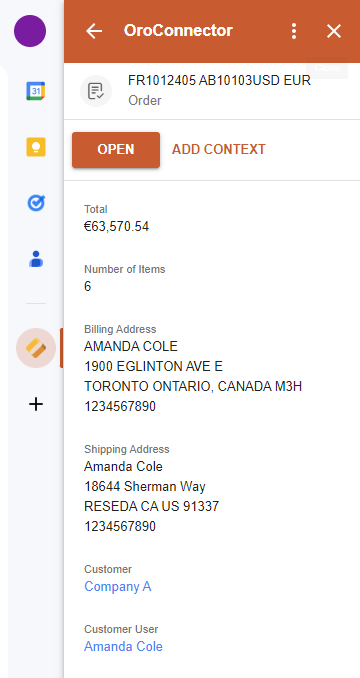 OroConnector
FR1012405 AB10103USD EUR
Order
31
OPEN
ADD CONTEXT
Total
€63,570.54
Number of Items
6
Billing Address
AMANDA COLE
1900 EGLINTON AVE E
TORONTO ONTARIO, CANADA M3H
1234567890
Shipping Address
Amanda Cole
18644 Sherman Way
RESEDA CA US 91337
1234567890
Customer
Company A
Customer User
Amanda Cole